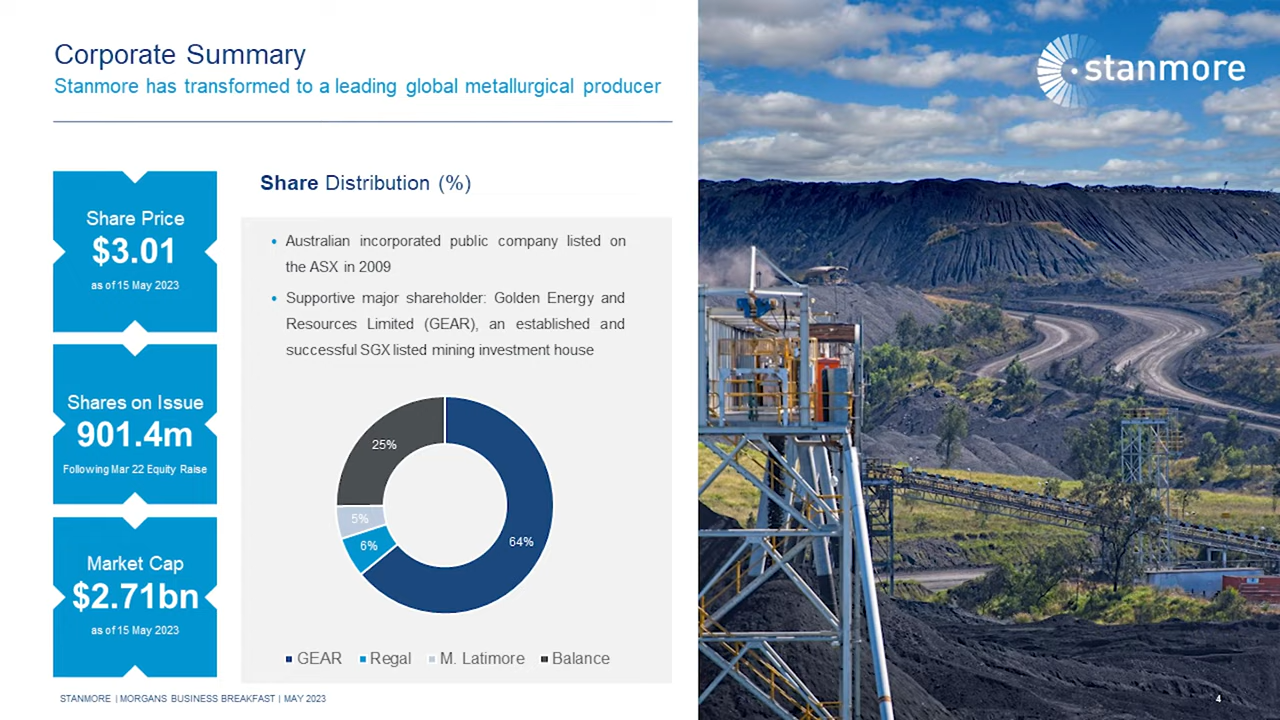 Corporate Summary
Stanmore has transformed to a leading global metallurgical producer
stanmore
Share Price
$3.01
as of 15 May 2023
Shares on Issue
901.4m
Following Mar 22 Equity Raise
Market Cap
$2.71bn
as of 15 May 2023
Share Distribution (%)
• Australian incorporated public company listed on
the ASX in 2009
• Supportive major shareholder: Golden Energy and
Resources Limited (GEAR), an established and
successful SGX listed mining investment house
25%
5%
6%
64%
GEAR Regal M. Latimore Balance
STANMORE | MORGANS BUSINESS BREAKFAST | MAY 2023
4